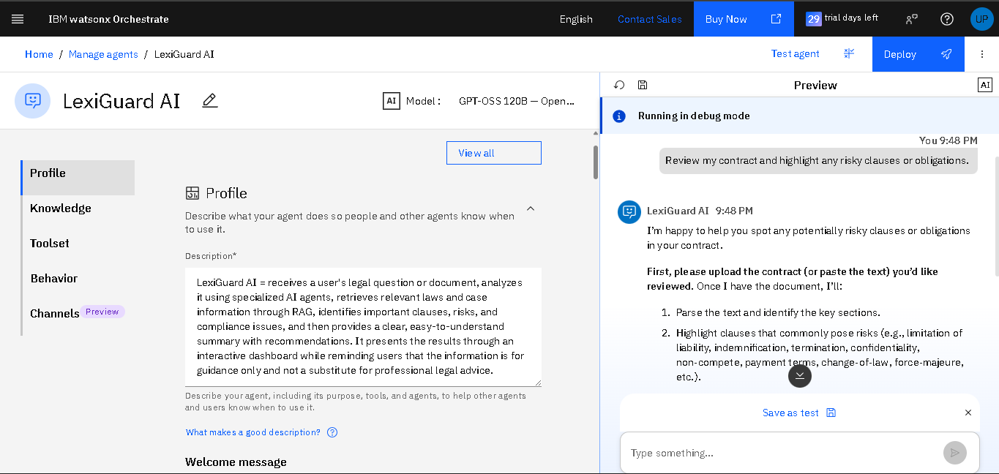 IBM watsonx Orchestrate
English
Contact Sales
Buy Now
29 trial days left
UP
Home / Manage agents / LexiGuard AI
Test agent
Deploy
LexiGuard AI
AI Model : GPT-OSS 120B — Open...
View all
Profile
Knowledge
Toolset
Behavior
Channels Preview
Profile
Describe what your agent does so people and other agents know when
to use it.
Description*
LexiGuard AI = receives a user's legal question or document, analyzes
it using specialized AI agents, retrieves relevant laws and case
information through RAG, identifies important clauses, risks, and
compliance issues, and then provides a clear, easy-to-understand
summary with recommendations. It presents the results through an
interactive dashboard while reminding users that the information is for
guidance only and not a substitute for professional legal advice.
Describe your agent, including its purpose, tools, and agents, to help other agents
and users know when to use it.
What makes a good description?
Welcome message
Preview
AI
Running in debug mode
You 9:48 PM
Review my contract and highlight any risky clauses or obligations.
LexiGuard AI 9:48 PM
I'm happy to help you spot any potentially risky clauses or obligations
in your contract.
First, please upload the contract (or paste the text) you'd like
reviewed. Once I have the document, I'll:
1. Parse the text and identify the key sections.
2. Highlight clauses that commonly pose risks (e.g., limitation of
liability, indemnification, termination, confidentiality,
non-compete, payment terms, change-of-law, force-majeure,
etc.).
Save as test
Type something...